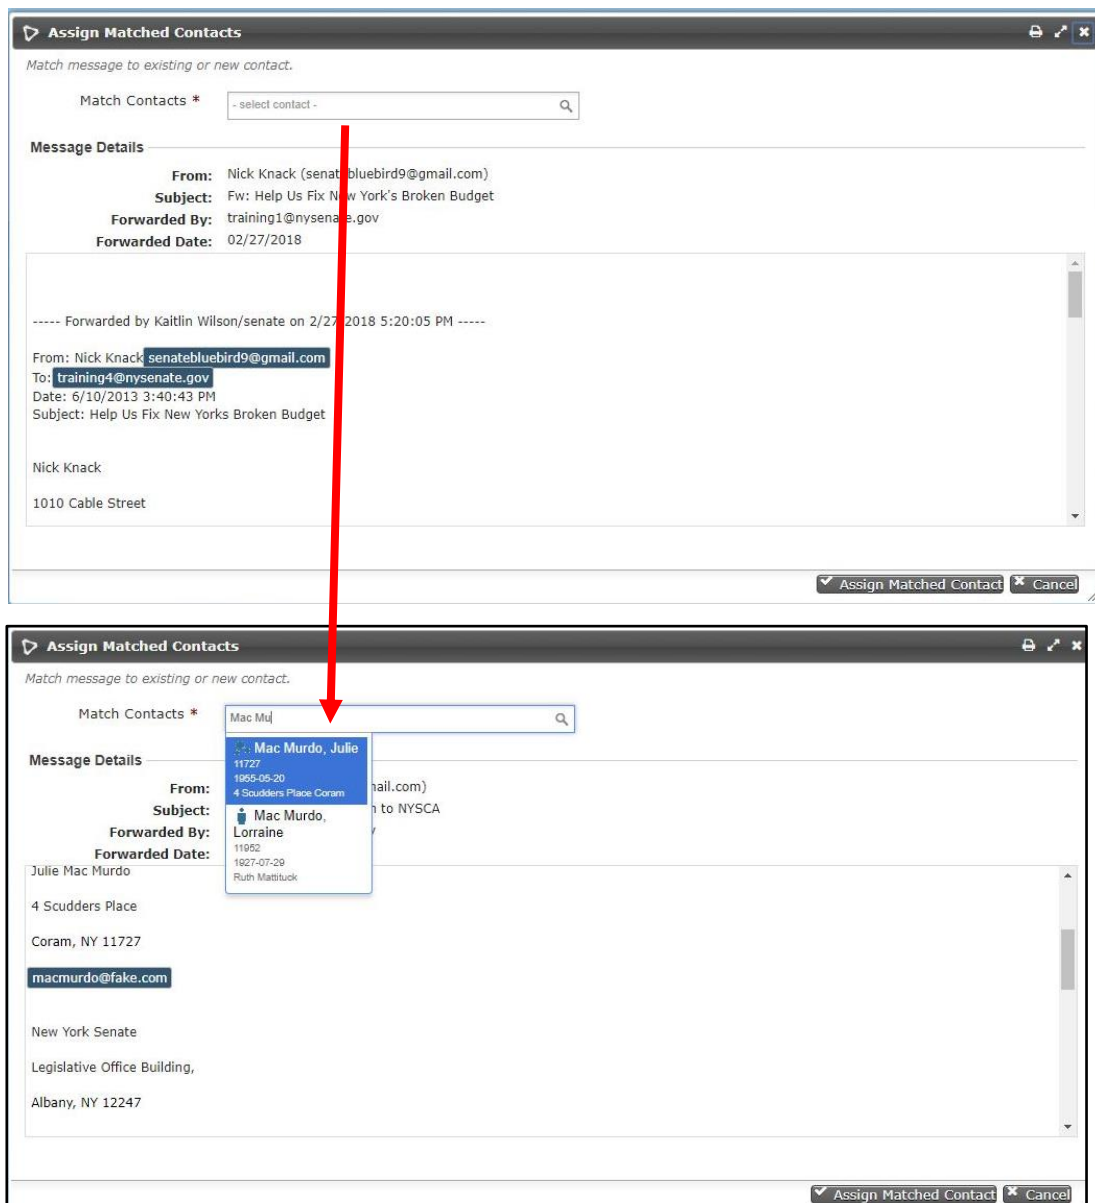 Assign Matched Contacts
Match message to existing or new contact.
Match Contacts *
- select contact -
Message Details
From: Nick Knack (senatebluebird9@gmail.com)
Subject: Fw: Help Us Fix New York's Broken Budget
Forwarded By: training1@nysenate.gov
Forwarded Date: 02/27/2018
----- Forwarded by Kaitlin Wilson/senate on 2/27/2018 5:20:05 PM -----
From: Nick Knack senatebluebird9@gmail.com
To: training4@nysenate.gov
Date: 6/10/2013 3:40:43 PM
Subject: Help Us Fix New Yorks Broken Budget
Nick Knack
1010 Cable Street
Assign Matched Contact Cancel
Assign Matched Contacts
Match message to existing or new contact.
Match Contacts *
Mac Mu
Mac Murdo, Julie
11727
1955-05-20
4 Scudders Place Coram
Mac Murdo,
Lorraine
11952
1927-07-29
Ruth Mattituck
Message Details
From: ail.com)
Subject: to NYSCA
Forwarded By:
Forwarded Date:
Julie Mac Murdo
4 Scudders Place
Coram, NY 11727
macmurdo@fake.com
New York Senate
Legislative Office Building,
Albany, NY 12247
Assign Matched Contact Cancel